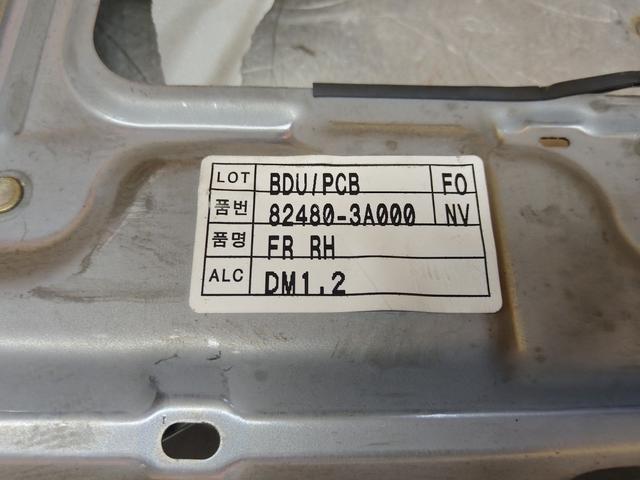 LOT BDU/PCB FO
품번 82480-3A000 NV
품명 FR RH
ALC DM1,2